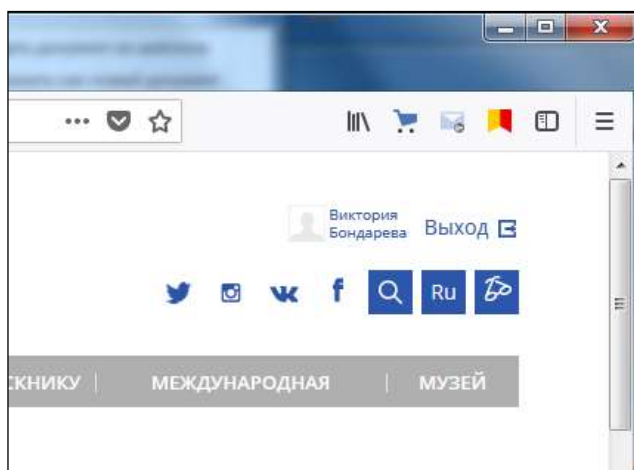 Виктория
Бондарева
Выход
Ru
СКНИКУ
МЕЖДУНАРОДНАЯ
МУЗЕЙ